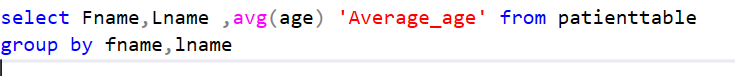 select Fname,Lname ,avg(age) 'Average_age' from patienttable
group by fname,lname